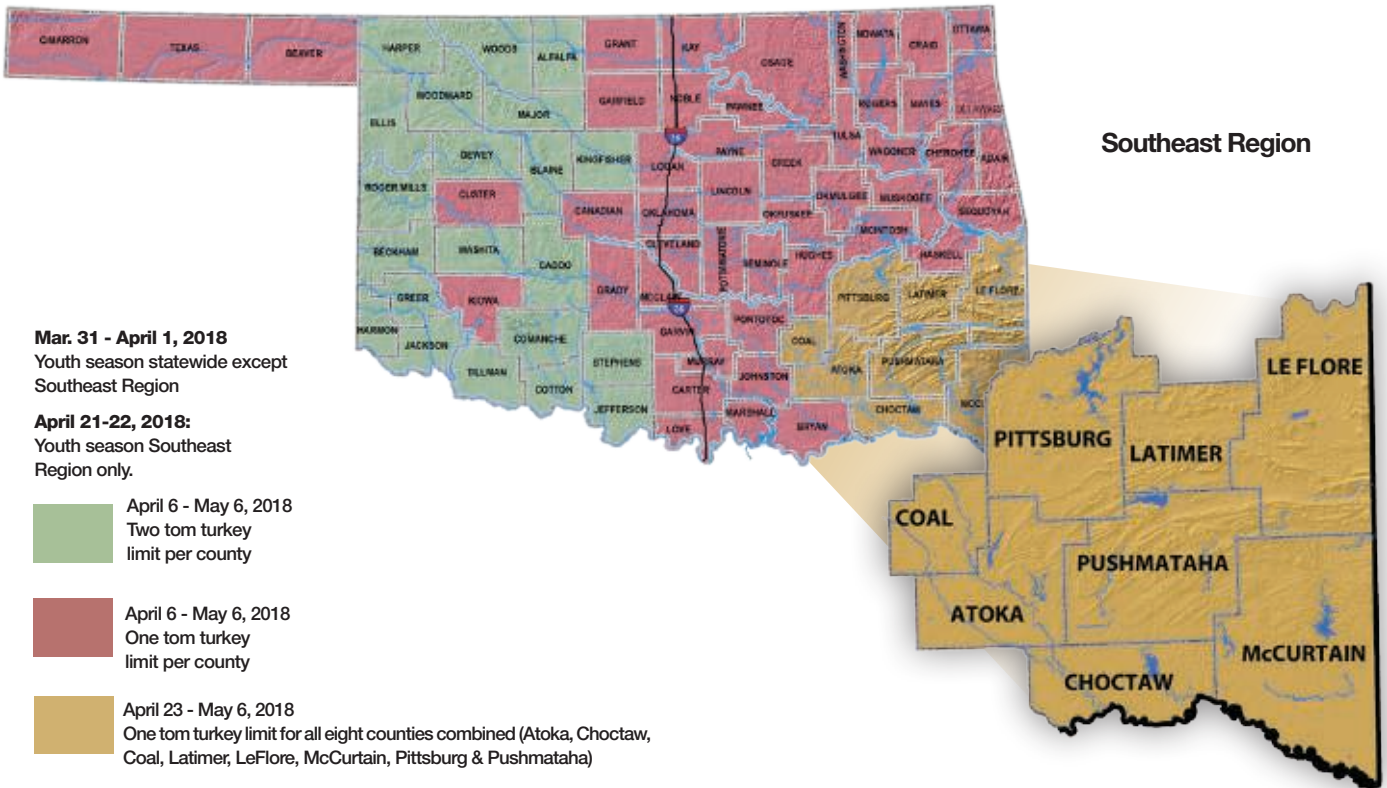 CIMARRON
TEXAS
BEAVER
HARPER
WOODS
ALFALFA
GRANT
KAY
OSAGE
WASHINGTON
NOWATA
CRAIG
OTTAWA
WOODWARD
MAJOR
GARFIELD
NOBLE
PAWNEE
ROGERS
MAYES
DELAWARE
ELLIS
DEWEY
BLAINE
KINGFISHER
LOGAN
PAYNE
CREEK
TULSA
WAGONER
CHEROKEE
ADAIR
ROGER MILLS
CUSTER
CANADIAN
OKLAHOMA
LINCOLN
OKFUSKEE
OKMULGEE
MUSKOGEE
SEQUOYAH
BECKHAM
WASHITA
CADDO
GRADY
CLEVELAND
POTTAWATOMIE
SEMINOLE
HUGHES
MCINTOSH
HASKELL
GREER
KIOWA
MCCLAIN
PITTSBURG
LATIMER
LE FLORE
HARMON
JACKSON
COMANCHE
STEPHENS
GARVIN
PONTOTOC
COAL
ATOKA
PUSHMATAHA
TILLMAN
COTTON
JEFFERSON
MURRAY
CARTER
JOHNSTON
LOVE
MARSHALL
BRYAN
CHOCTAW
Southeast Region
LE FLORE
PITTSBURG
LATIMER
COAL
PUSHMATAHA
ATOKA
McCURTAIN
CHOCTAW
Mar. 31 - April 1, 2018
Youth season statewide except
Southeast Region
April 21-22, 2018:
Youth season Southeast
Region only.
April 6 - May 6, 2018
Two tom turkey
limit per county
April 6 - May 6, 2018
One tom turkey
limit per county
April 23 - May 6, 2018
One tom turkey limit for all eight counties combined (Atoka, Choctaw,
Coal, Latimer, LeFlore, McCurtain, Pittsburg & Pushmataha)